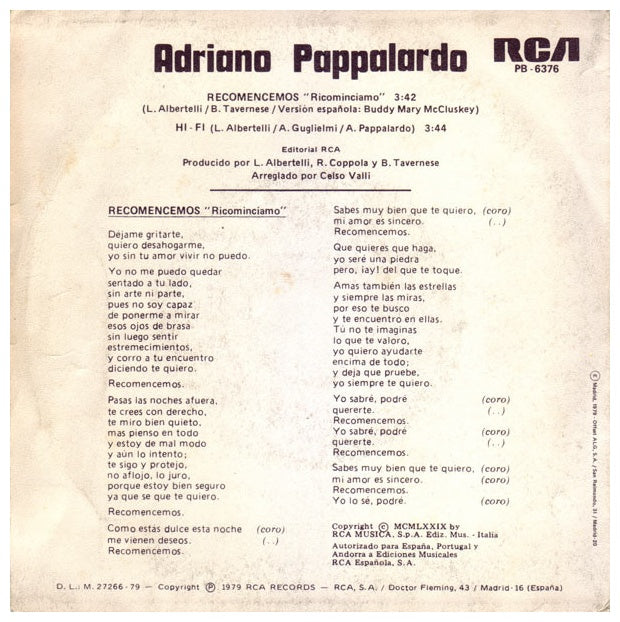 Adriano Pappalardo
RCA
PB - 6376
RECOMENCEMOS "Ricominciamo" 3:42
(L. Albertelli / B. Tavernese / Versión española: Buddy Mary McCluskey)
HI - FI (L. Albertelli / A. Guglielmi / A. Pappalardo) 3:44
Editorial RCA
Producido por L. Albertelli, R. Coppola y B. Tavernese
Arreglado por Celso Valli
RECOMENCEMOS "Ricominciamo"
Déjame gritarte,
quiero desahogarme,
yo sin tu amor vivir no puedo.
Yo no me puedo quedar
sentado a tu lado,
sin arte ni parte,
pues no soy capaz
de ponerme a mirar
esos ojos de brasa
sin luego sentir
estremecimientos,
y corro a tu encuentro
diciendo te quiero.
Recomencemos.
Pasas las noches afuera,
te crees con derecho,
te miro bien quieto,
mas pienso en todo
y estoy de mal modo
y aún lo intento;
te sigo y protejo,
no aflojo, lo juro,
porque estoy bien seguro
ya que se que te quiero.
Recomencemos.
Como estás dulce esta noche (coro)
me vienen deseos. (..)
Recomencemos.
Sabes muy bien que te quiero, (coro)
mi amor es sincero. (..)
Recomencemos.
Que quieres que haga,
yo seré una piedra
pero, ¡ay! del que te toque.
Amas también las estrellas
y siempre las miras,
por eso te busco
y te encuentro en ellas.
Tú no te imaginas
lo que te valoro,
yo quiero ayudarte
encima de todo;
y deja que pruebe,
yo siempre te quiero.
Yo sabré, podré (coro)
quererte. (..)
Recomencemos.
Yo sabré, podré (coro)
quererte. (..)
Recomencemos.
Sabes muy bien que te quiero, (coro)
mi amor es sincero. (coro)
Recomencemos.
Yo lo sé, podré. (coro)
Copyright © MCMLXXIX by
RCA MUSICA, S.p.A. Ediz. Mus. - Italia
Autorizado para España, Portugal y
Andorra a Ediciones Musicales
RCA Española, S.A.
© Madrid, 1979 - Offset A.L.G., S.A. / San Raimundo, 31 / Madrid-20
D. L.: M. 27266 - 79 – Copyright ℗ 1979 RCA RECORDS – RCA, S.A. / Doctor Fleming, 43 / Madrid - 16 (España)